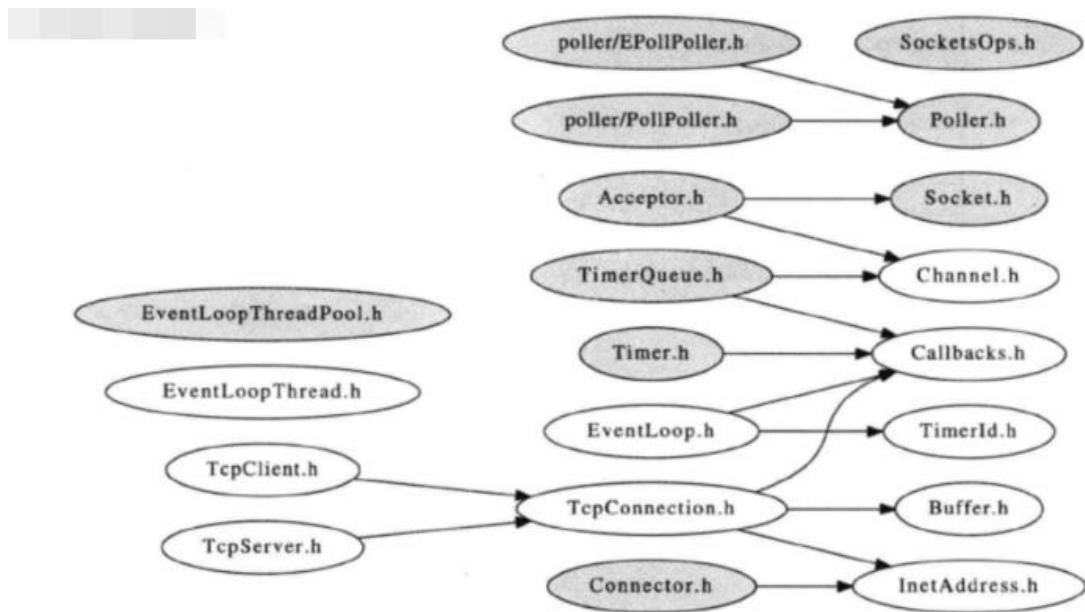 poller/EPollPoller.h
SocketsOps.h
poller/PollPoller.h
Poller.h
Acceptor.h
Socket.h
TimerQueue.h
Channel.h
EventLoopThreadPool.h
Timer.h
Callbacks.h
EventLoopThread.h
EventLoop.h
TimerId.h
TcpClient.h
TcpConnection.h
Buffer.h
TcpServer.h
Connector.h
InetAddress.h